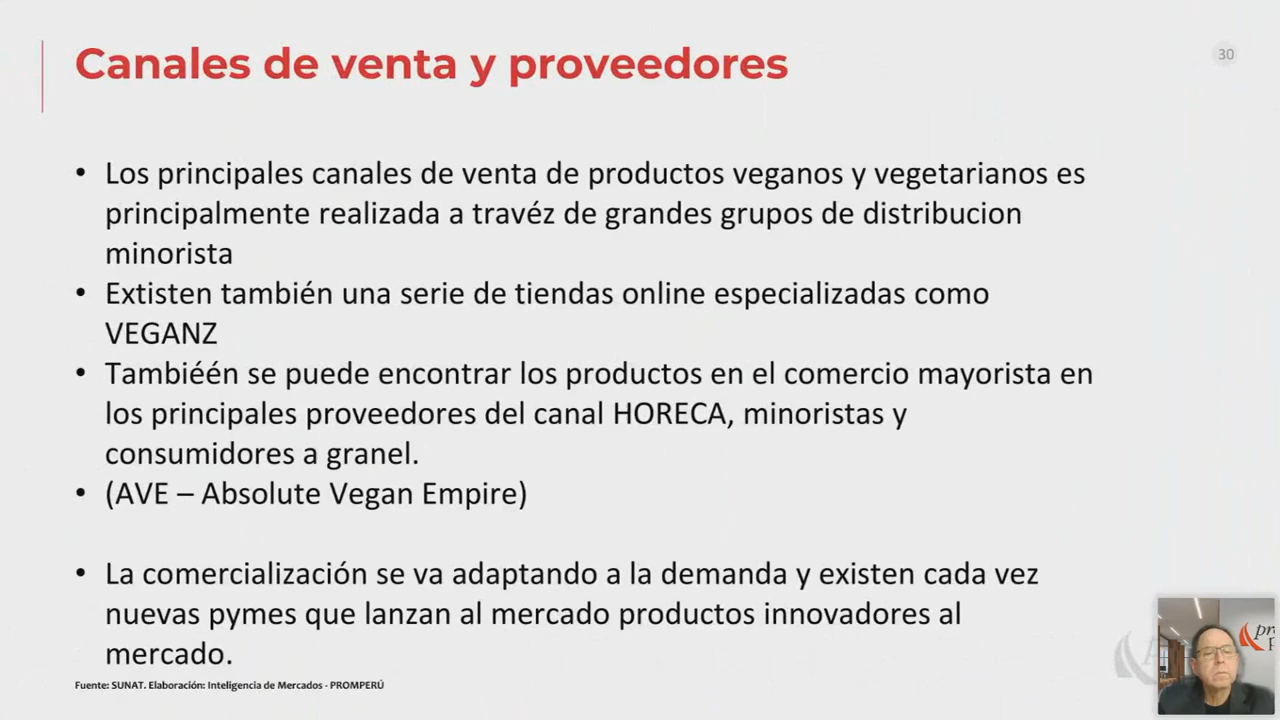 Canales de venta y proveedores
30
• Los principales canales de venta de productos veganos y vegetarianos es
principalmente realizada a travéz de grandes grupos de distribucion
minorista
• Extisten también una serie de tiendas online especializadas como
VEGANZ
• Tambiéén se puede encontrar los productos en el comercio mayorista en
los principales proveedores del canal HORECA, minoristas y
consumidores a granel.
• (AVE – Absolute Vegan Empire)
• La comercialización se va adaptando a la demanda y existen cada vez
nuevas pymes que lanzan al mercado productos innovadores al
mercado.
Fuente: SUNAT. Elaboración: Inteligencia de Mercados - PROMPERÚ